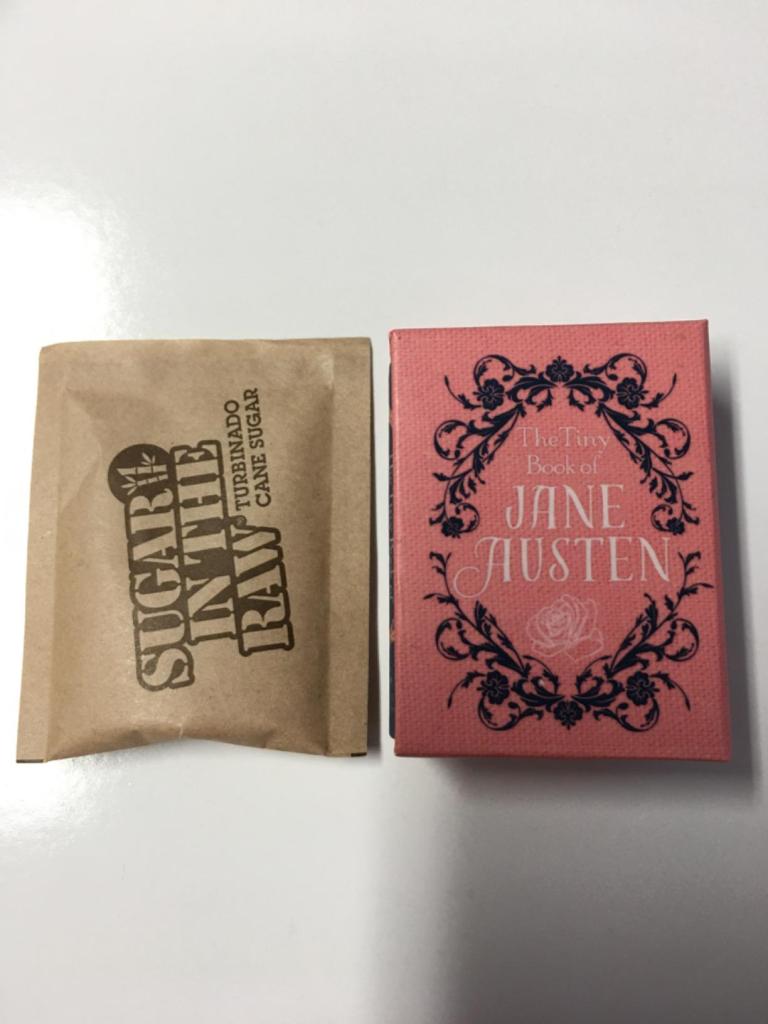 SUGAR
IN THE
RAW®
TURBINADO
CANE SUGAR
The Tiny
Book of
JANE
AUSTEN